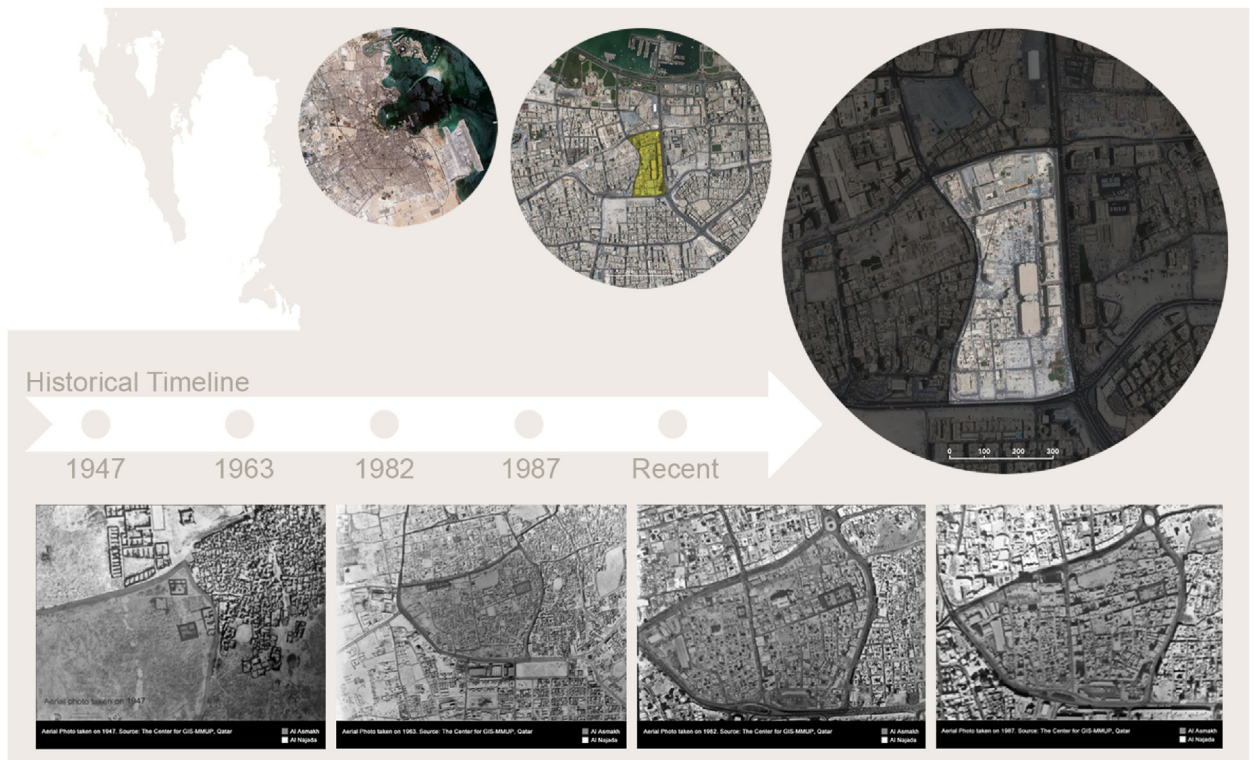 0 100 200 300
Historical Timeline
1947 1963 1982 1987 Recent
Aerial photo taken on 1947
Aerial Photo taken on 1947. Source: The Center for GIS-MMUP, Qatar
Al Asmakh
Al Najada
Aerial Photo taken on 1963. Source: The Center for GIS-MMUP, Qatar
Al Asmakh
Al Najada
Aerial Photo taken on 1982. Source: The Center for GIS-MMUP, Qatar
Al Asmakh
Al Najada
Aerial Photo taken on 1987. Source: The Center for GIS-MMUP, Qatar
Al Asmakh
Al Najada